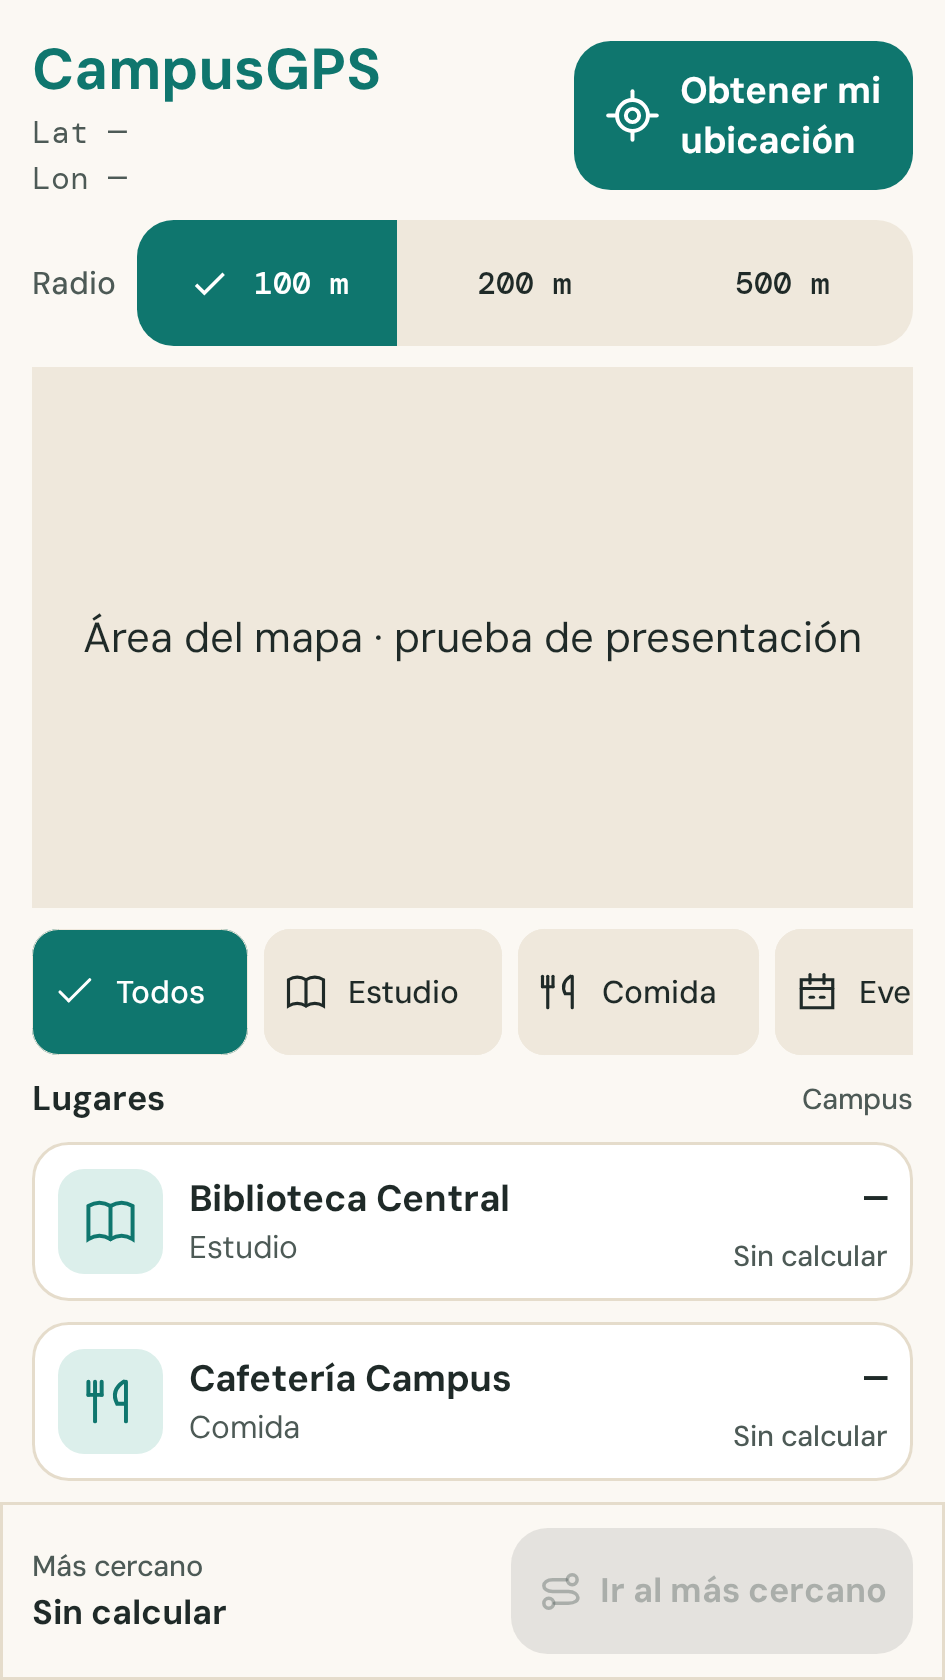 CampusGPS
Lat —
Lon —
Obtener mi
ubicación
Radio
100 m
200 m
500 m
Área del mapa · prueba de presentación
Todos
Estudio
Comida
Eve
Lugares
Campus
Biblioteca Central
—
Estudio
Sin calcular
Cafetería Campus
—
Comida
Sin calcular
Más cercano
Sin calcular
Ir al más cercano